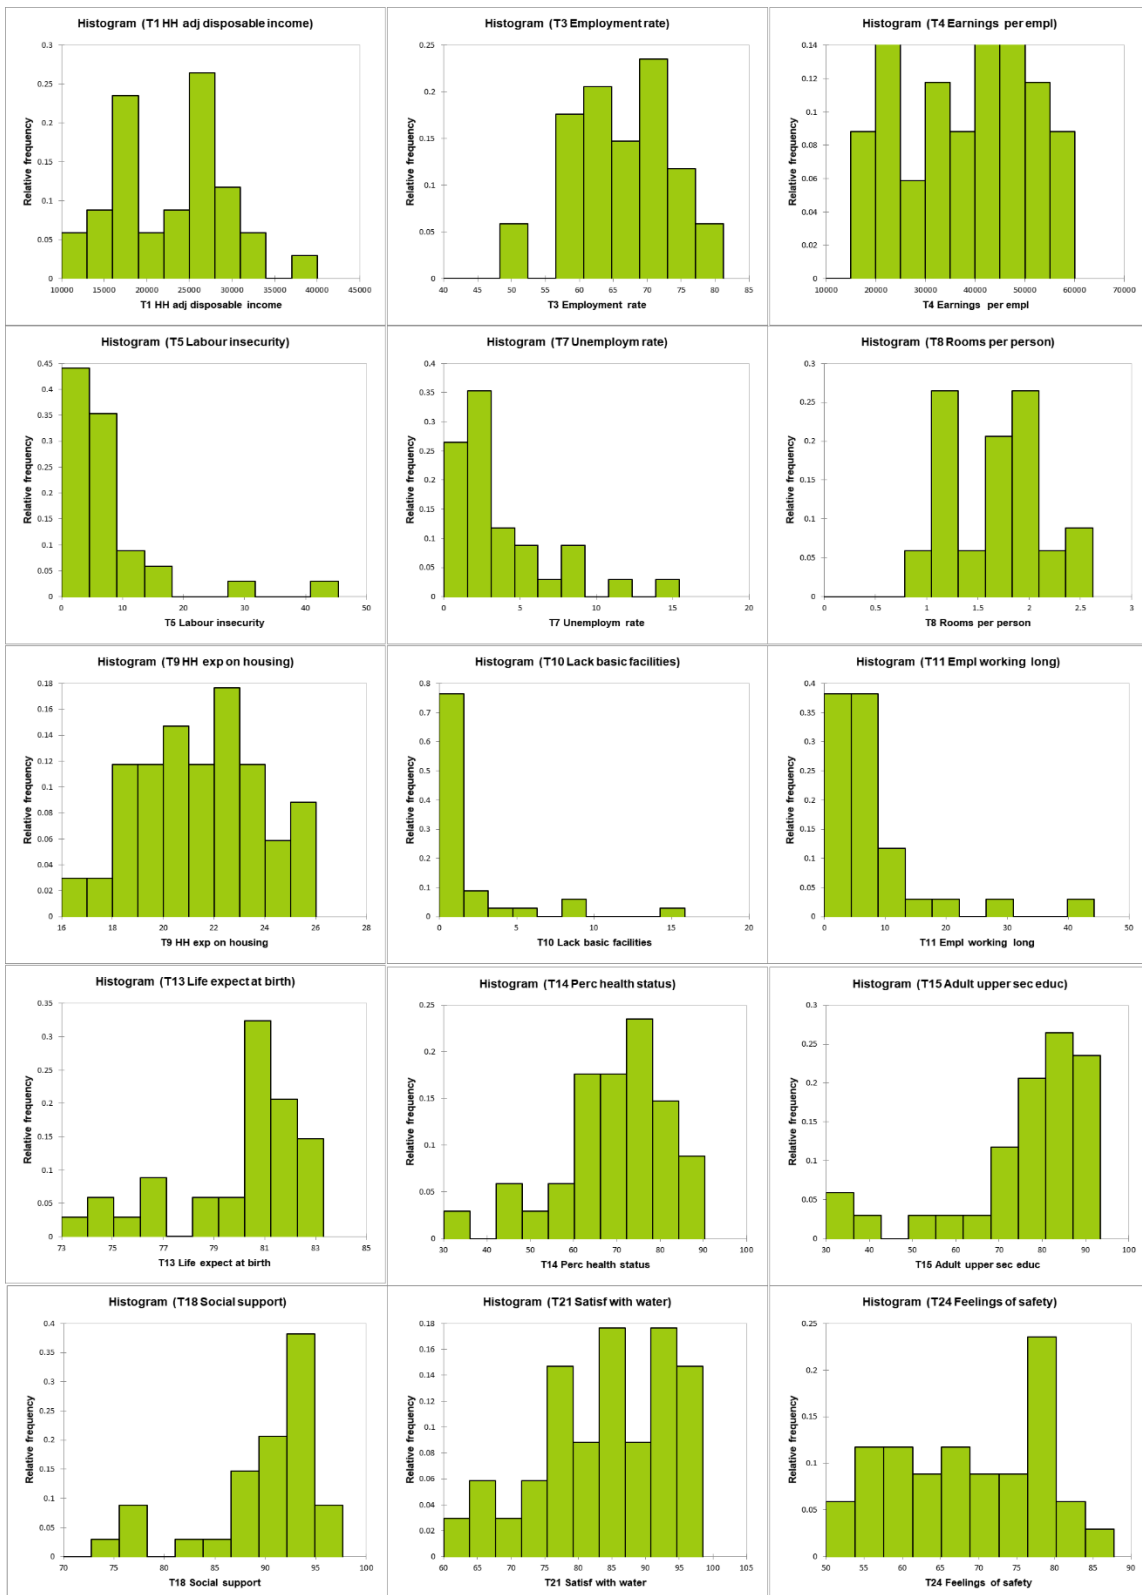 Histogram (T1 HH adj disposable income)
Relative frequency
0.3
0.25
0.2
0.15
0.1
0.05
0
10000 15000 20000 25000 30000 35000 40000 45000
T1 HH adj disposable income
Histogram (T3 Employment rate)
Relative frequency
0.25
0.2
0.15
0.1
0.05
0
40 45 50 55 60 65 70 75 80 85
T3 Employment rate
Histogram (T4 Earnings per empl)
Relative frequency
0.14
0.12
0.1
0.08
0.06
0.04
0.02
0
10000 20000 30000 40000 50000 60000 70000
T4 Earnings per empl
Histogram (T5 Labour insecurity)
Relative frequency
0.45
0.4
0.35
0.3
0.25
0.2
0.15
0.1
0.05
0
0 10 20 30 40 50
T5 Labour insecurity
Histogram (T7 Unemploym rate)
Relative frequency
0.4
0.35
0.3
0.25
0.2
0.15
0.1
0.05
0
0 5 10 15 20
T7 Unemploym rate
Histogram (T8 Rooms per person)
Relative frequency
0.3
0.25
0.2
0.15
0.1
0.05
0
0 0.5 1 1.5 2 2.5 3
T8 Rooms per person
Histogram (T9 HH exp on housing)
Relative frequency
0.18
0.16
0.14
0.12
0.1
0.08
0.06
0.04
0.02
0
16 18 20 22 24 26 28
T9 HH exp on housing
Histogram (T10 Lack basic facilities)
Relative frequency
0.8
0.7
0.6
0.5
0.4
0.3
0.2
0.1
0
0 5 10 15 20
T10 Lack basic facilities
Histogram (T11 Empl working long)
Relative frequency
0.45
0.4
0.35
0.3
0.25
0.2
0.15
0.1
0.05
0
0 10 20 30 40 50
T11 Empl working long
Histogram (T13 Life expect at birth)
Relative frequency
0.35
0.3
0.25
0.2
0.15
0.1
0.05
0
73 75 77 79 81 83 85
T13 Life expect at birth
Histogram (T14 Perc health status)
Relative frequency
0.25
0.2
0.15
0.1
0.05
0
30 40 50 60 70 80 90 100
T14 Perc health status
Histogram (T15 Adult upper sec educ)
Relative frequency
0.3
0.25
0.2
0.15
0.1
0.05
0
30 40 50 60 70 80 90 100
T15 Adult upper sec educ
Histogram (T18 Social support)
Relative frequency
0.4
0.35
0.3
0.25
0.2
0.15
0.1
0.05
0
70 75 80 85 90 95 100
T18 Social support
Histogram (T21 Satisf with water)
Relative frequency
0.18
0.16
0.14
0.12
0.1
0.08
0.06
0.04
0.02
0
60 65 70 75 80 85 90 95 100 105
T21 Satisf with water
Histogram (T24 Feelings of safety)
Relative frequency
0.25
0.2
0.15
0.1
0.05
0
50 55 60 65 70 75 80 85 90
T24 Feelings of safety